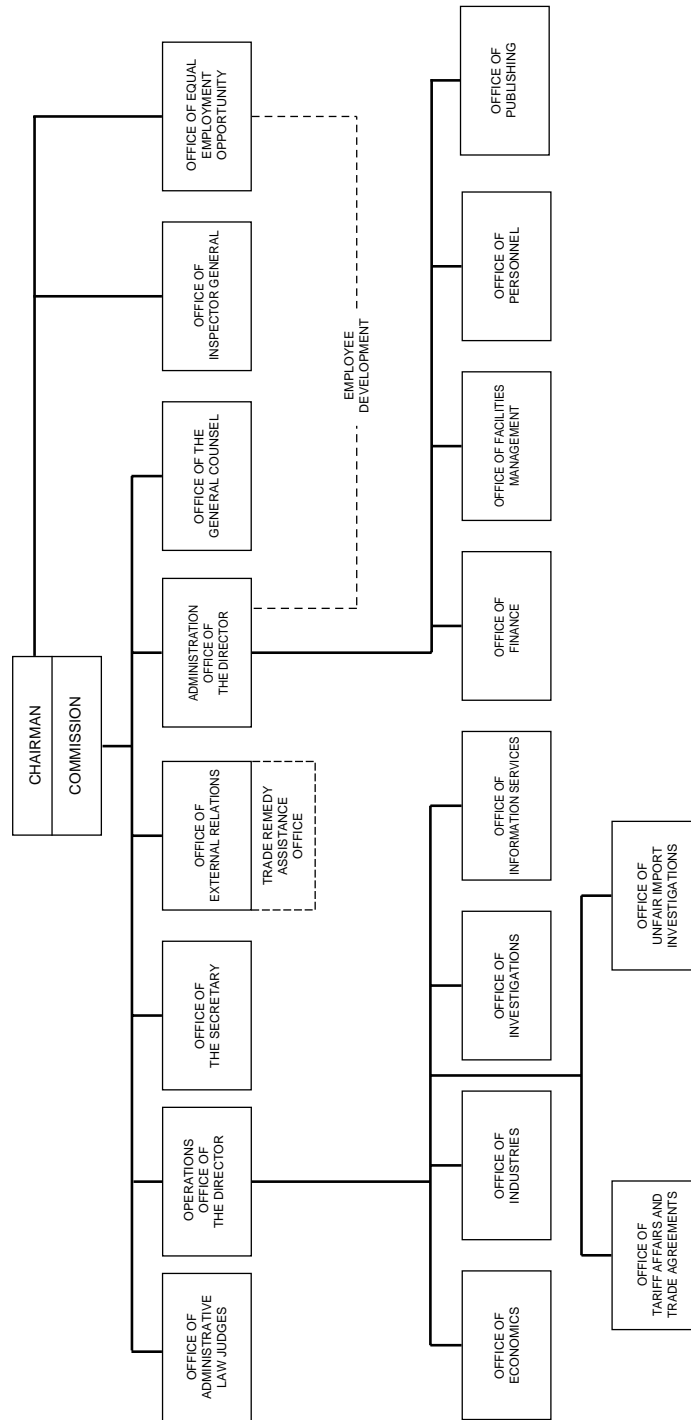 CHAIRMAN
COMMISSION
OFFICE OF
ADMINISTRATIVE
LAW JUDGES
OPERATIONS
OFFICE OF
THE DIRECTOR
OFFICE OF
THE SECRETARY
OFFICE OF
EXTERNAL RELATIONS
TRADE REMEDY
ASSISTANCE
OFFICE
ADMINISTRATION
OFFICE OF
THE DIRECTOR
OFFICE OF THE
GENERAL COUNSEL
OFFICE OF
INSPECTOR GENERAL
OFFICE OF EQUAL
EMPLOYMENT
OPPORTUNITY
EMPLOYEE
DEVELOPMENT
OFFICE OF
ECONOMICS
OFFICE OF
INDUSTRIES
OFFICE OF
INVESTIGATIONS
OFFICE OF
INFORMATION SERVICES
OFFICE OF
FINANCE
OFFICE OF FACILITIES
MANAGEMENT
OFFICE OF
PERSONNEL
OFFICE OF
PUBLISHING
OFFICE OF
TARIFF AFFAIRS AND
TRADE AGREEMENTS
OFFICE OF
UNFAIR IMPORT
INVESTIGATIONS